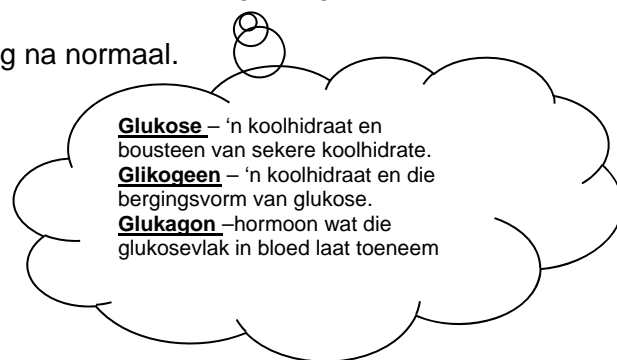 g na normaal.
Glukose – ‘n koolhidraat en
bousteen van sekere koolhidrate.
Glikogeen – ‘n koolhidraat en die
bergingsvorm van glukose.
Glukagon –hormoon wat die
glukosevlak in bloed laat toeneem